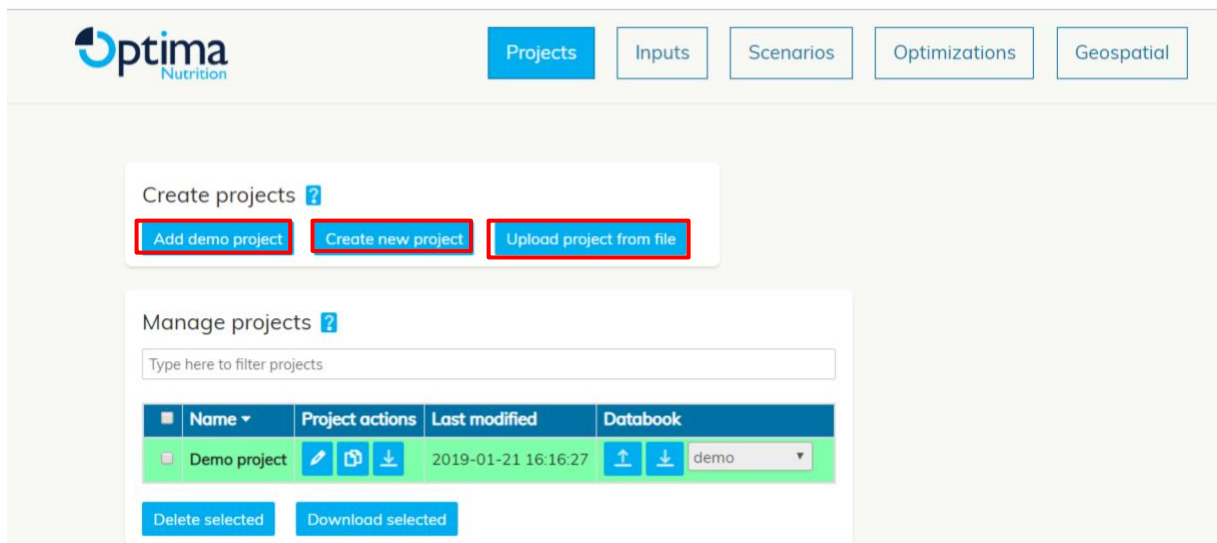 Optima
Nutrition
Projects Inputs Scenarios Optimizations Geospatial
Create projects ?
Add demo project Create new project Upload project from file
Manage projects ?
Type here to filter projects
Name Project actions Last modified Databook
Demo project 2019-01-21 16:16:27 demo
Delete selected Download selected